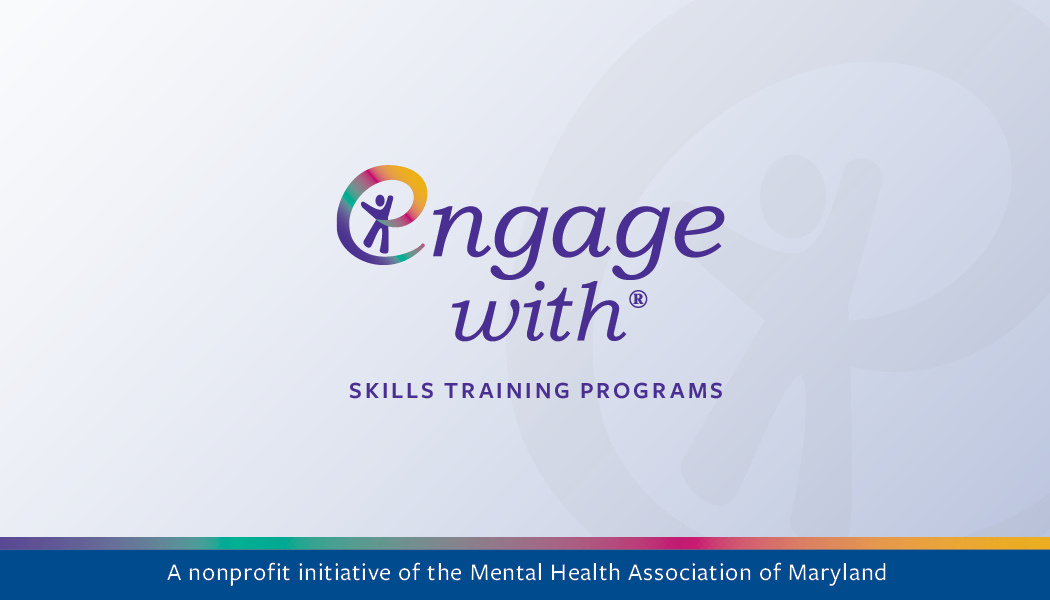 engage
with®
SKILLS TRAINING PROGRAMS
A nonprofit initiative of the Mental Health Association of Maryland